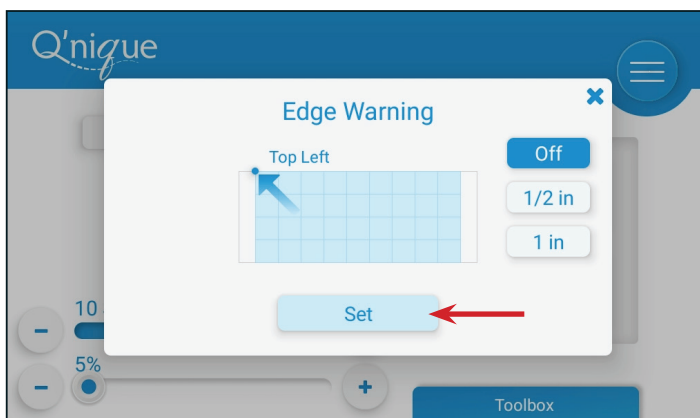 Q'nique
Edge Warning
Top Left
Off
1/2 in
1 in
Set
10
5%
Toolbox